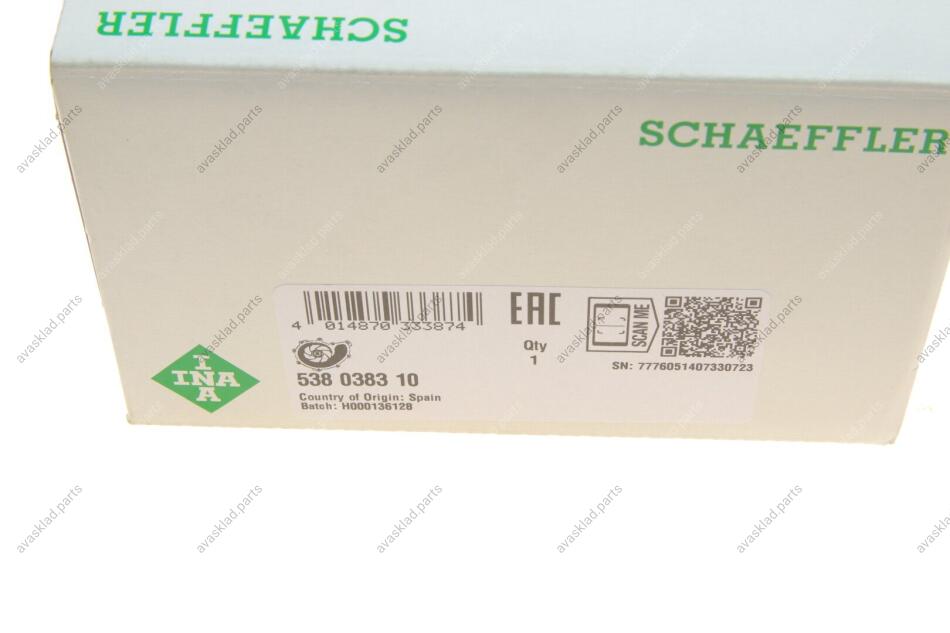 SCHAEFFLER
SCHAEFFLER
4 014870 333874
EAC
Qty
1
SCAN ME
SN: 7776051407330723
INA
INA
538 0383 10
Country of Origin: Spain
Batch: H000136128
avasklad.parts